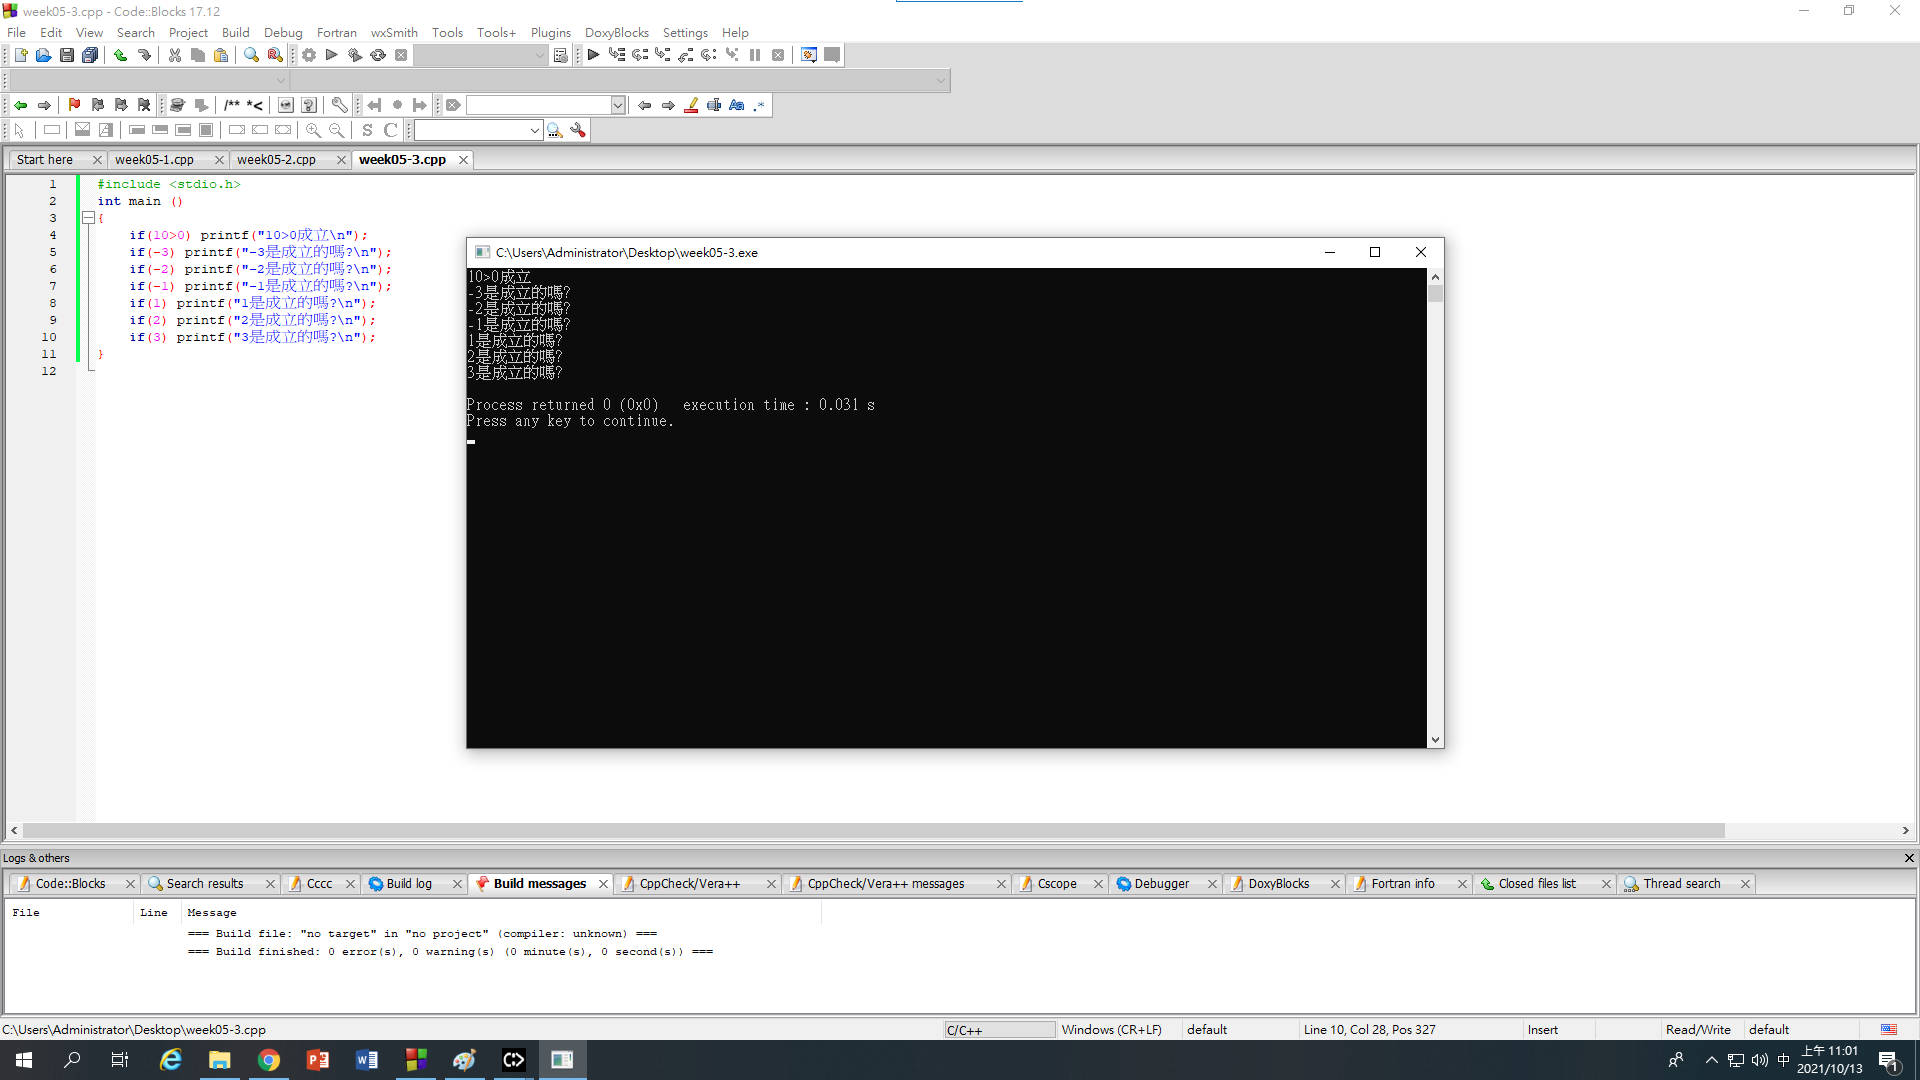 week05-3.cpp - Code::Blocks 17.12
File Edit View Search Project Build Debug Fortran wxSmith Tools Tools+ Plugins DoxyBlocks Settings Help
/** *<
S C
Start here week05-1.cpp week05-2.cpp week05-3.cpp
1 #include <stdio.h>
2 int main ()
3 {
4 if(10>0) printf("10>0成立\n");
5 if(-3) printf("-3是成立的嗎?\n");
6 if(-2) printf("-2是成立的嗎?\n");
7 if(-1) printf("-1是成立的嗎?\n");
8 if(1) printf("1是成立的嗎?\n");
9 if(2) printf("2是成立的嗎?\n");
10 if(3) printf("3是成立的嗎?\n");
11 }
12
C:\Users\Administrator\Desktop\week05-3.exe
10>0成立
-3是成立的嗎?
-2是成立的嗎?
-1是成立的嗎?
1是成立的嗎?
2是成立的嗎?
3是成立的嗎?
Process returned 0 (0x0) execution time : 0.031 s
Press any key to continue.
Logs & others
Code::Blocks Search results Cccc Build log Build messages CppCheck/Vera++ CppCheck/Vera++ messages Cscope Debugger DoxyBlocks Fortran info Closed files list Thread search
File Line Message
=== Build file: "no target" in "no project" (compiler: unknown) ===
=== Build finished: 0 error(s), 0 warning(s) (0 minute(s), 0 second(s)) ===
C:\Users\Administrator\Desktop\week05-3.cpp C/C++ Windows (CR+LF) default Line 10, Col 28, Pos 327 Insert Read/Write default
中 上午 11:01
2021/10/13 1